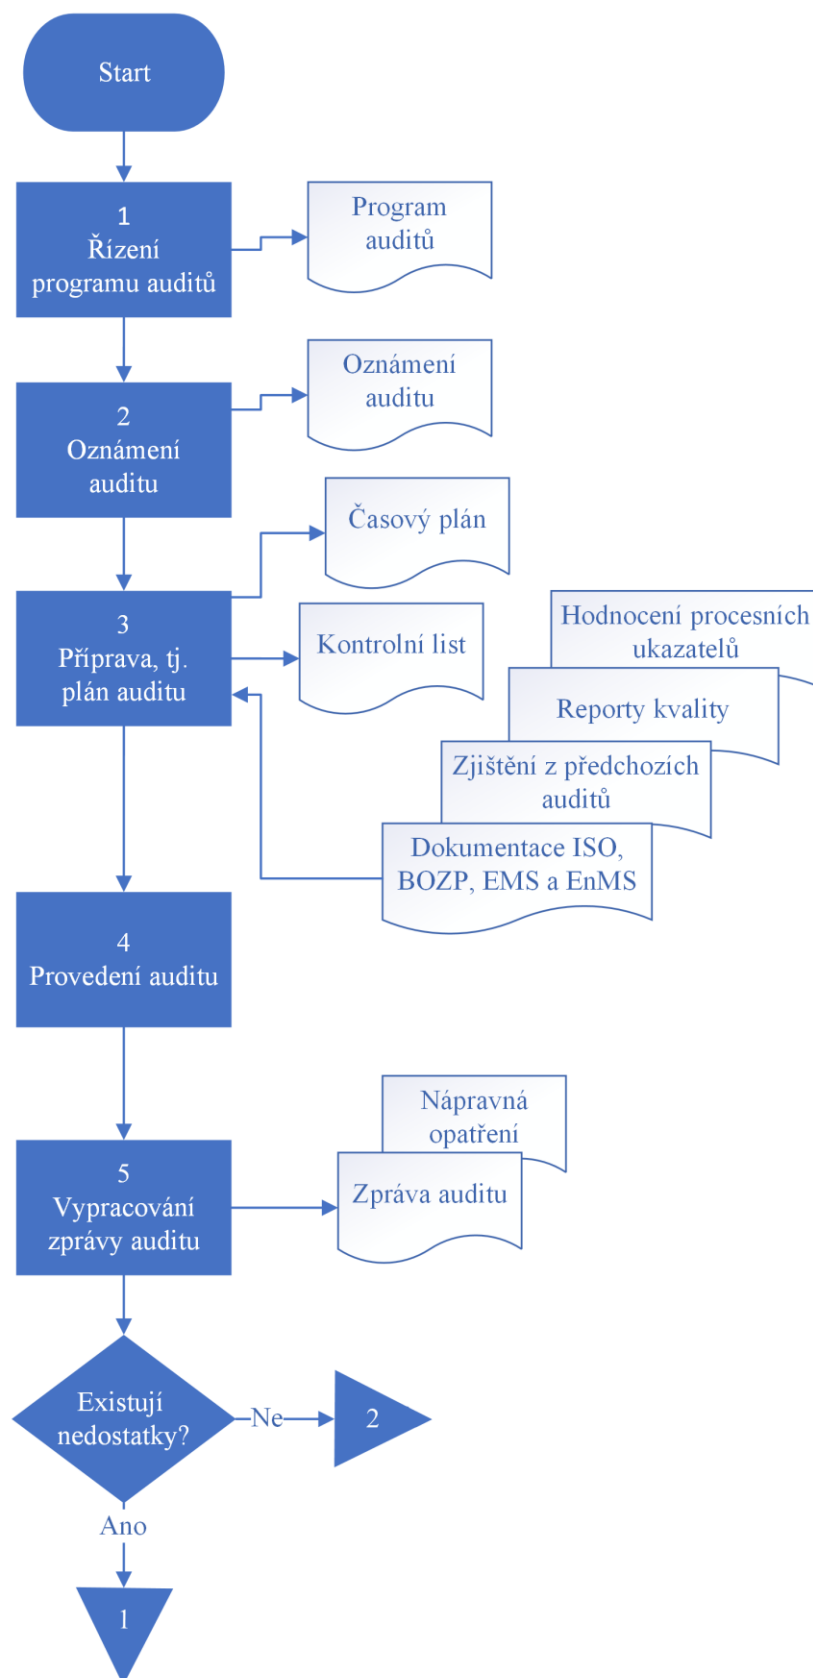 Start
1
Řízení
programu auditů
Program
auditů
2
Oznámení
auditu
Oznámení
auditu
Časový plán
3
Příprava, tj.
plán auditu
Kontrolní list
Hodnocení procesních
ukazatelů
Reporty kvality
Zjištění z předchozích
auditů
Dokumentace ISO,
BOZP, EMS a EnMS
4
Provedení auditu
Nápravná
opatření
5
Vypracování
zprávy auditu
Zpráva auditu
Existují
nedostatky?
Ne
2
Ano
1